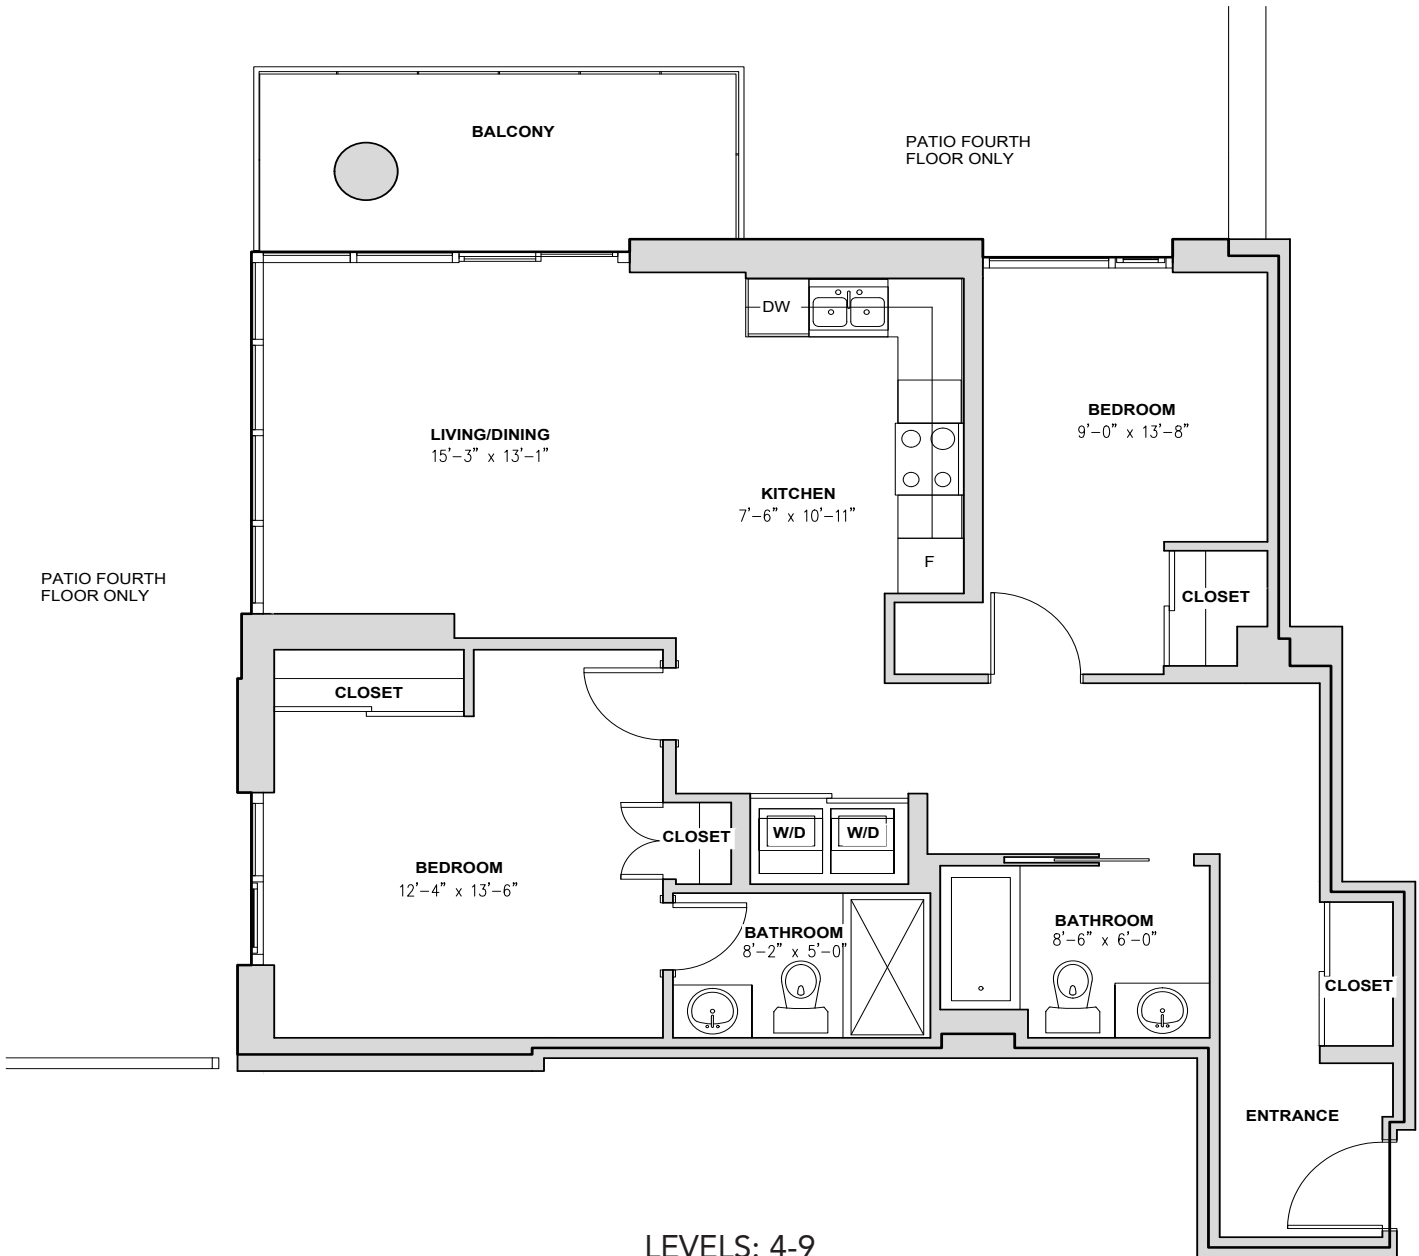 BALCONY
PATIO FOURTH
FLOOR ONLY
DW
BEDROOM
9'-0" x 13'-8"
LIVING/DINING
15'-3" x 13'-1"
KITCHEN
7'-6" x 10'-11"
F
PATIO FOURTH
FLOOR ONLY
CLOSET
CLOSET
CLOSET
W/D
W/D
BEDROOM
12'-4" x 13'-6"
BATHROOM
8'-2" x 5'-0"
BATHROOM
8'-6" x 6'-0"
CLOSET
ENTRANCE
LEVELS: 4-9